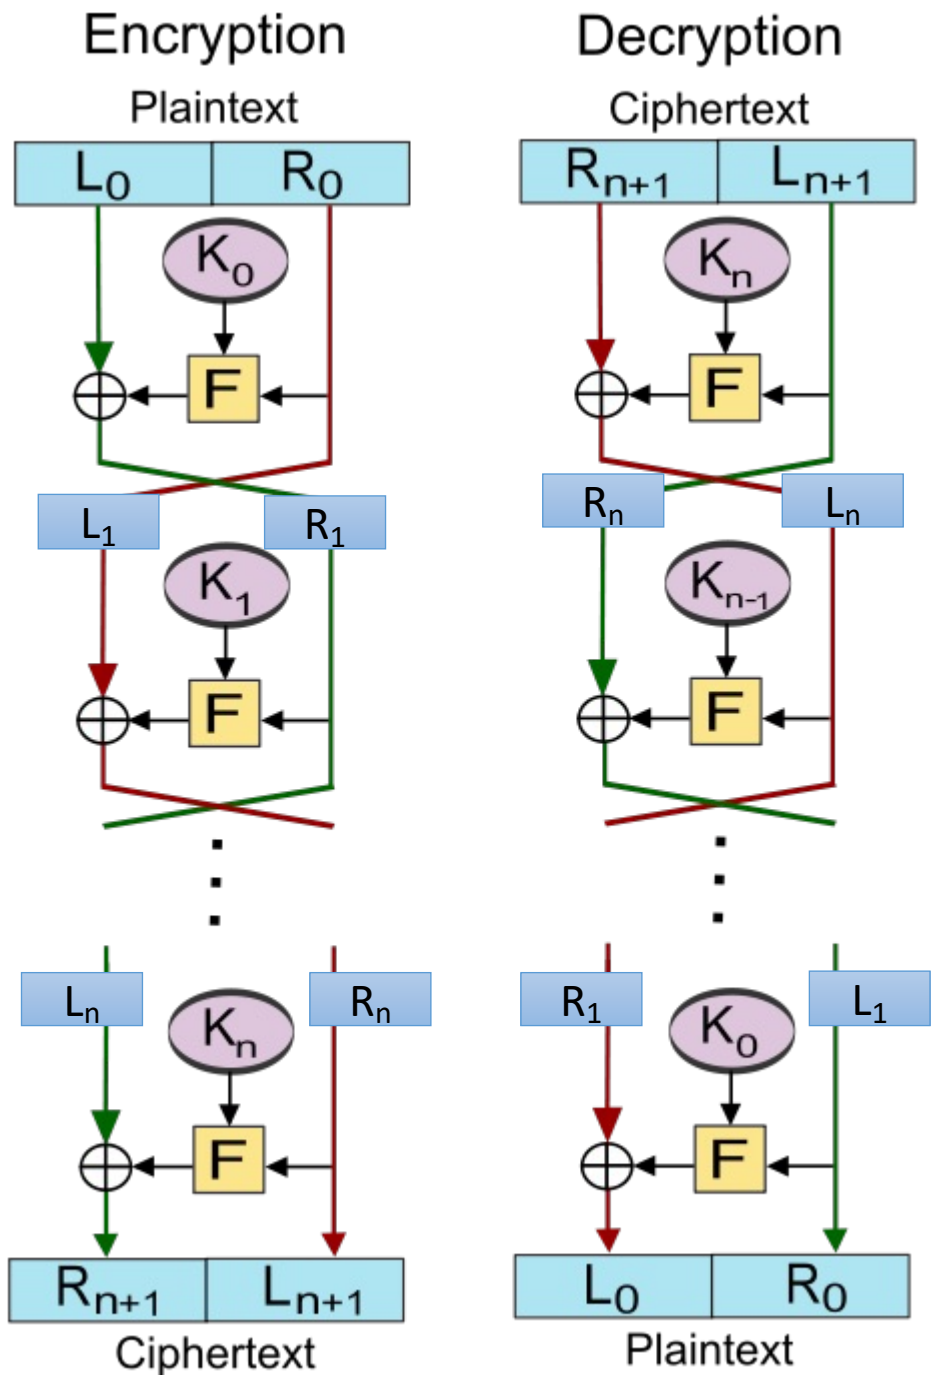 Encryption
Plaintext
L₀ R₀
K₀
F
L₁ R₁
K₁
F
Lₙ Rₙ
Kₙ
F
Rₙ₊₁ Lₙ₊₁
Ciphertext
Decryption
Ciphertext
Rₙ₊₁ Lₙ₊₁
Kₙ
F
Rₙ Lₙ
Kₙ₋₁
F
R₁ L₁
K₀
F
L₀ R₀
Plaintext